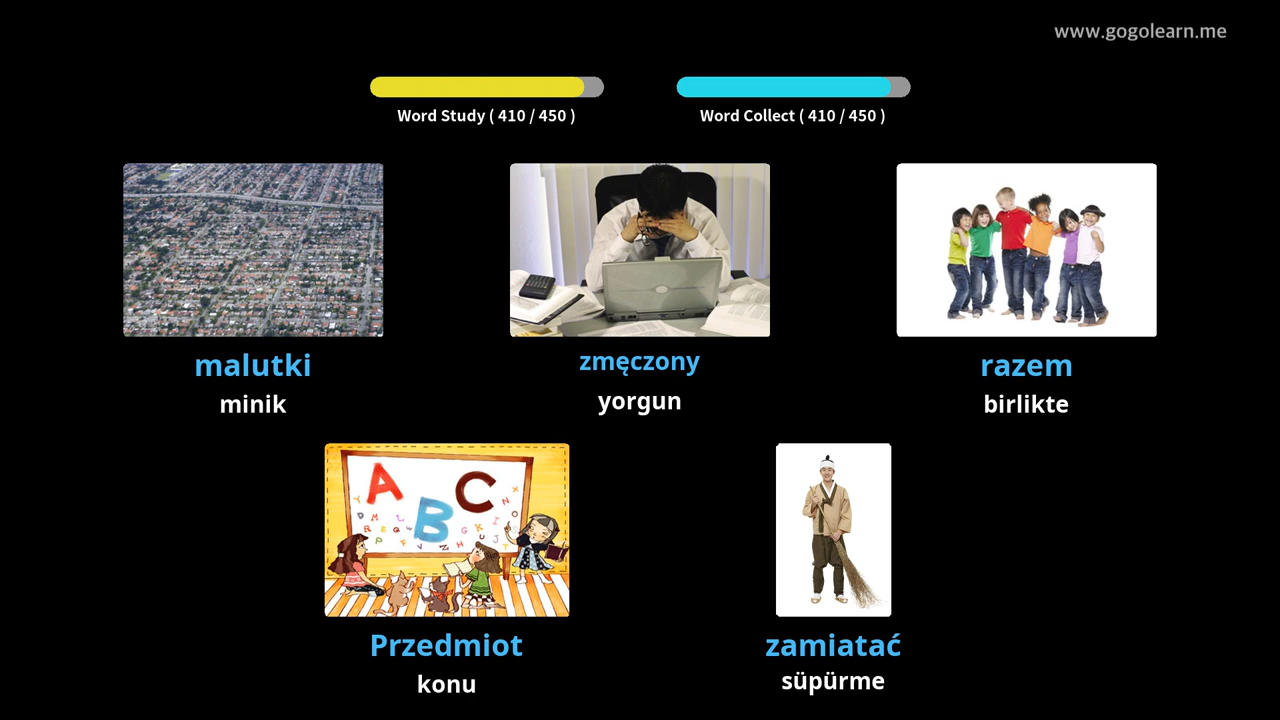 www.gogolearn.me
Word Study ( 410 / 450 )
Word Collect ( 410 / 450 )
malutki
minik
zmęczony
yorgun
razem
birlikte
A B C
Przedmiot
konu
zamiatać
süpürme